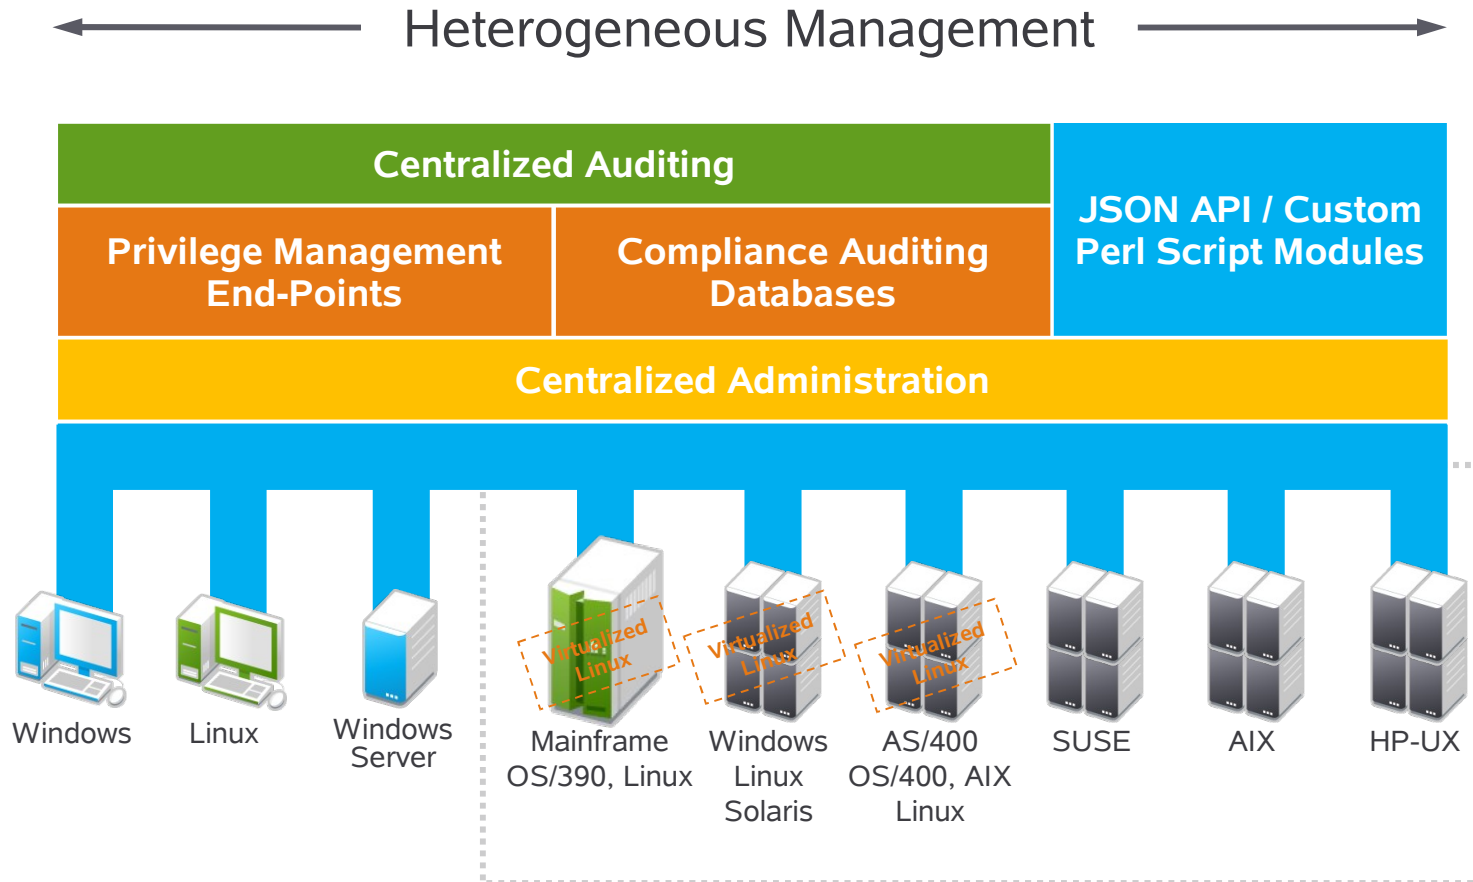 Heterogeneous Management
Centralized Auditing
JSON API / Custom
Perl Script Modules
Privilege Management
End-Points
Compliance Auditing
Databases
Centralized Administration
Virtualized
Linux
Virtualized
Linux
Virtualized
Linux
Windows
Linux
Windows
Server
Mainframe
OS/390, Linux
Windows
Linux
Solaris
AS/400
OS/400, AIX
Linux
SUSE
AIX
HP-UX